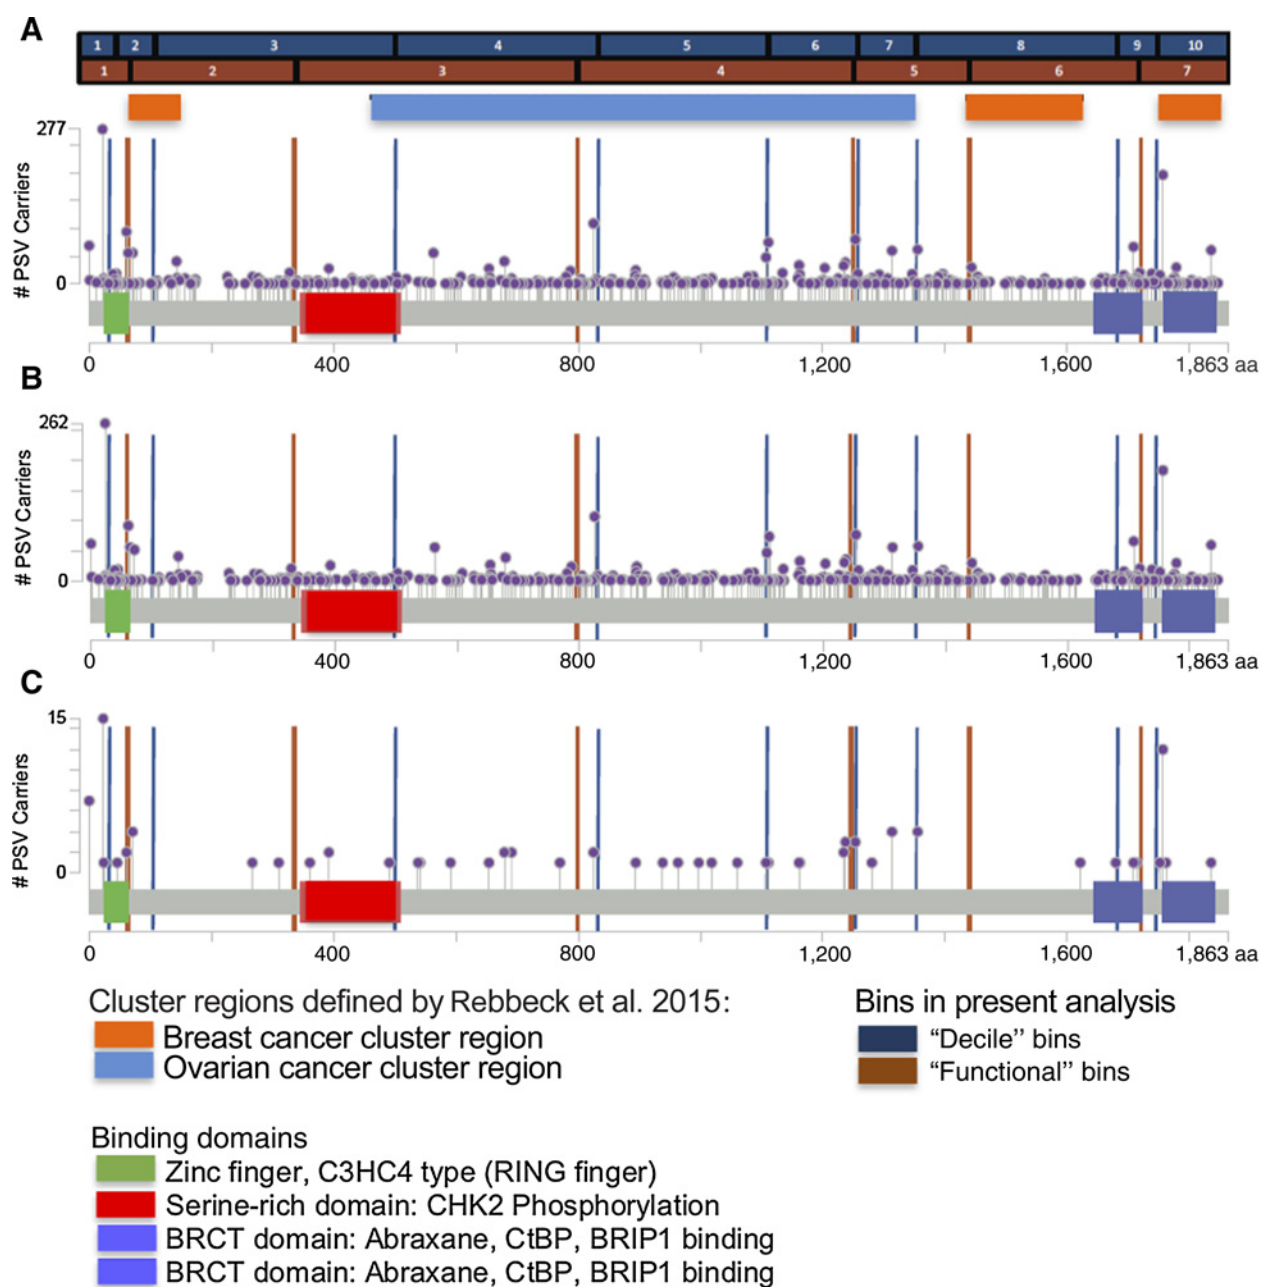 A
1 2 3 4 5 6 7 8 9 10
1 2 3 4 5 6 7
277
# PSV Carriers
0
0 400 800 1,200 1,600 1,863 aa
B
262
# PSV Carriers
0
0 400 800 1,200 1,600 1,863 aa
C
15
# PSV Carriers
0
0 400 800 1,200 1,600 1,863 aa
Cluster regions defined by Rebbeck et al. 2015:
Breast cancer cluster region
Ovarian cancer cluster region
Bins in present analysis
“Decile” bins
“Functional” bins
Binding domains
Zinc finger, C3HC4 type (RING finger)
Serine-rich domain: CHK2 Phosphorylation
BRCT domain: Abraxane, CtBP, BRIP1 binding
BRCT domain: Abraxane, CtBP, BRIP1 binding